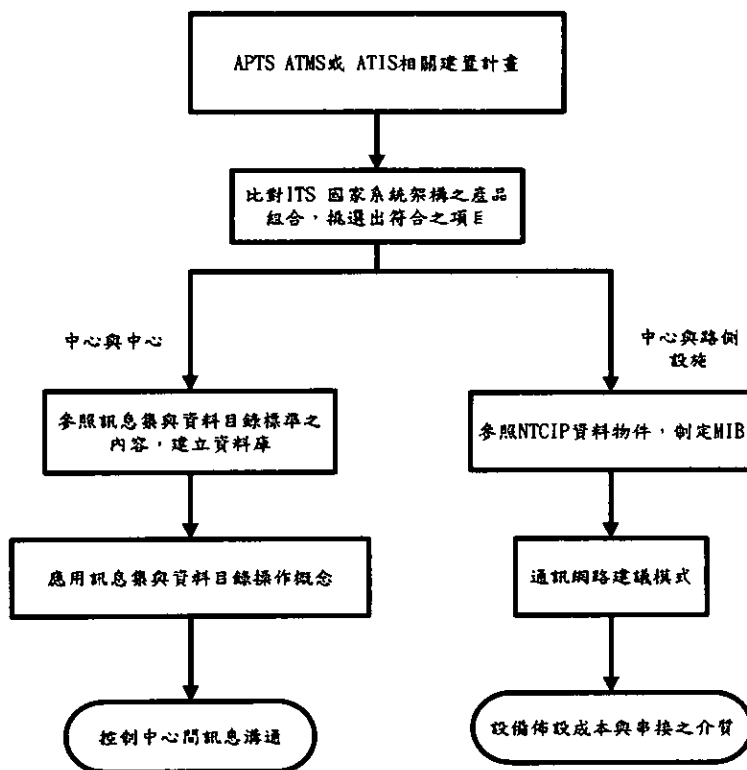 APTS ATMS或 ATIS相關建置計畫
比對ITS 國家系統架構之產品
組合，挑選出符合之項目
中心與中心
中心與路側
設施
參照訊息集與資料目錄標準之
內容，建立資料庫
參照NTCIP資料物件，制定MIB
應用訊息集與資料目錄操作概念
通訊網路建議模式
控制中心間訊息溝通
設備佈設成本與串接之介質